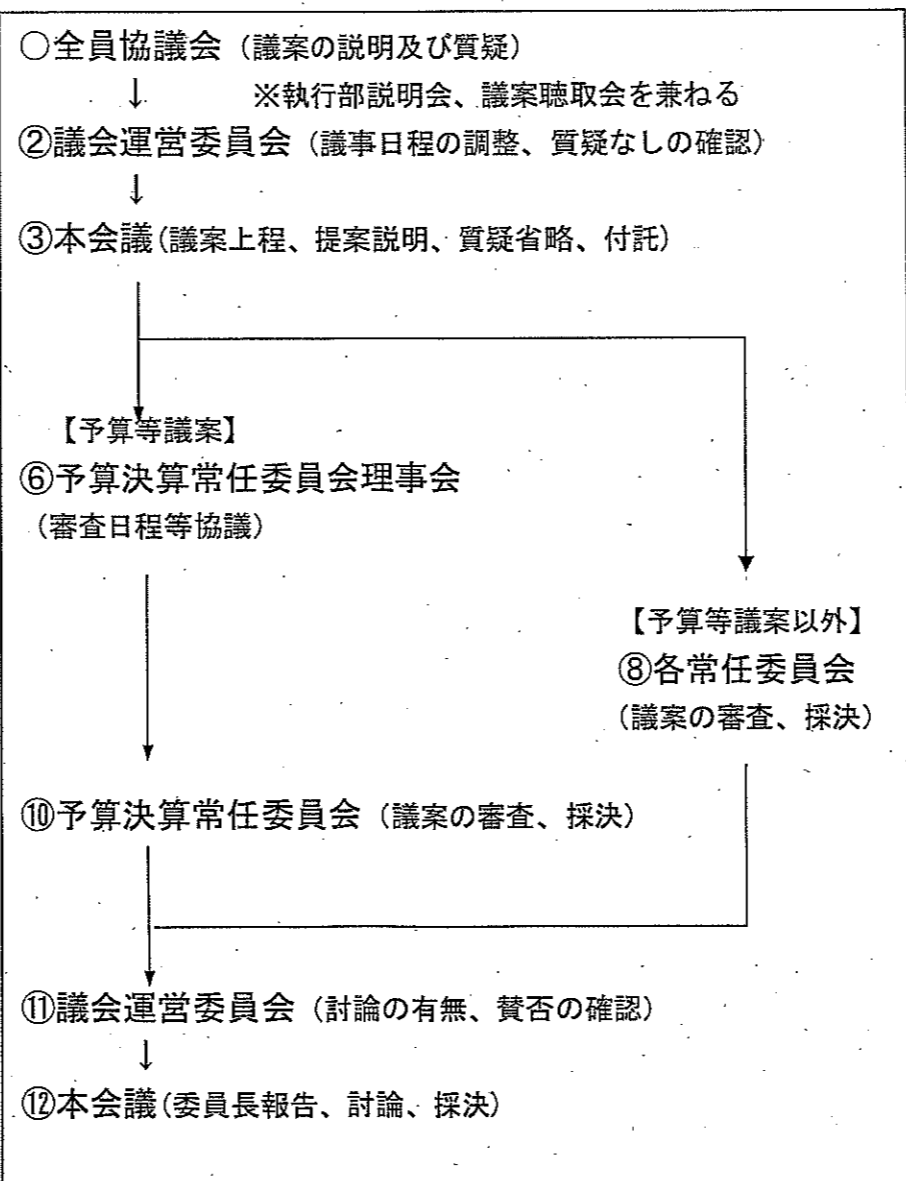 ○全員協議会（議案の説明及び質疑）
↓ ※執行部説明会、議案聴取会を兼ねる
②議会運営委員会（議事日程の調整、質疑なしの確認）
↓
③本会議（議案上程、提案説明、質疑省略、付託）
【予算等議案】
⑥予算決算常任委員会理事会
（審査日程等協議）
【予算等議案以外】
⑧各常任委員会
（議案の審査、採決）
⑩予算決算常任委員会（議案の審査、採決）
⑪議会運営委員会（討論の有無、賛否の確認）
↓
⑫本会議（委員長報告、討論、採決）